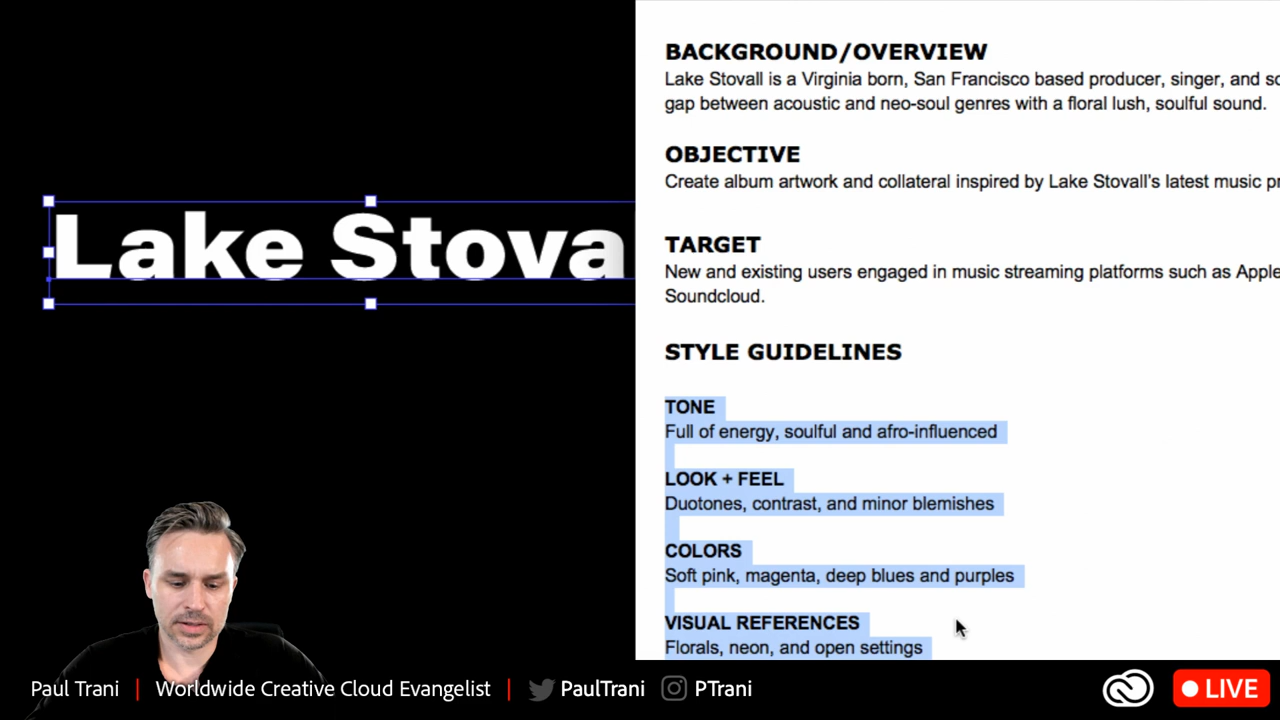 BACKGROUND/OVERVIEW
Lake Stovall is a Virginia born, San Francisco based producer, singer, and
gap between acoustic and neo-soul genres with a floral lush, soulful sound.
OBJECTIVE
Create album artwork and collateral inspired by Lake Stovall's latest music
Lake Stova
TARGET
New and existing users engaged in music streaming platforms such as Apple
Soundcloud.
STYLE GUIDELINES
TONE
Full of energy, soulful and afro-influenced
LOOK + FEEL
Duotones, contrast, and minor blemishes
COLORS
Soft pink, magenta, deep blues and purples
VISUAL REFERENCES
Florals, neon, and open settings
Paul Trani | Worldwide Creative Cloud Evangelist | PaulTrani PTrani LIVE